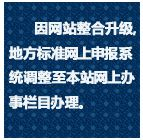 因网站整合升级,
地方标准网上申报系
统调整至本站网上办
事栏目办理。